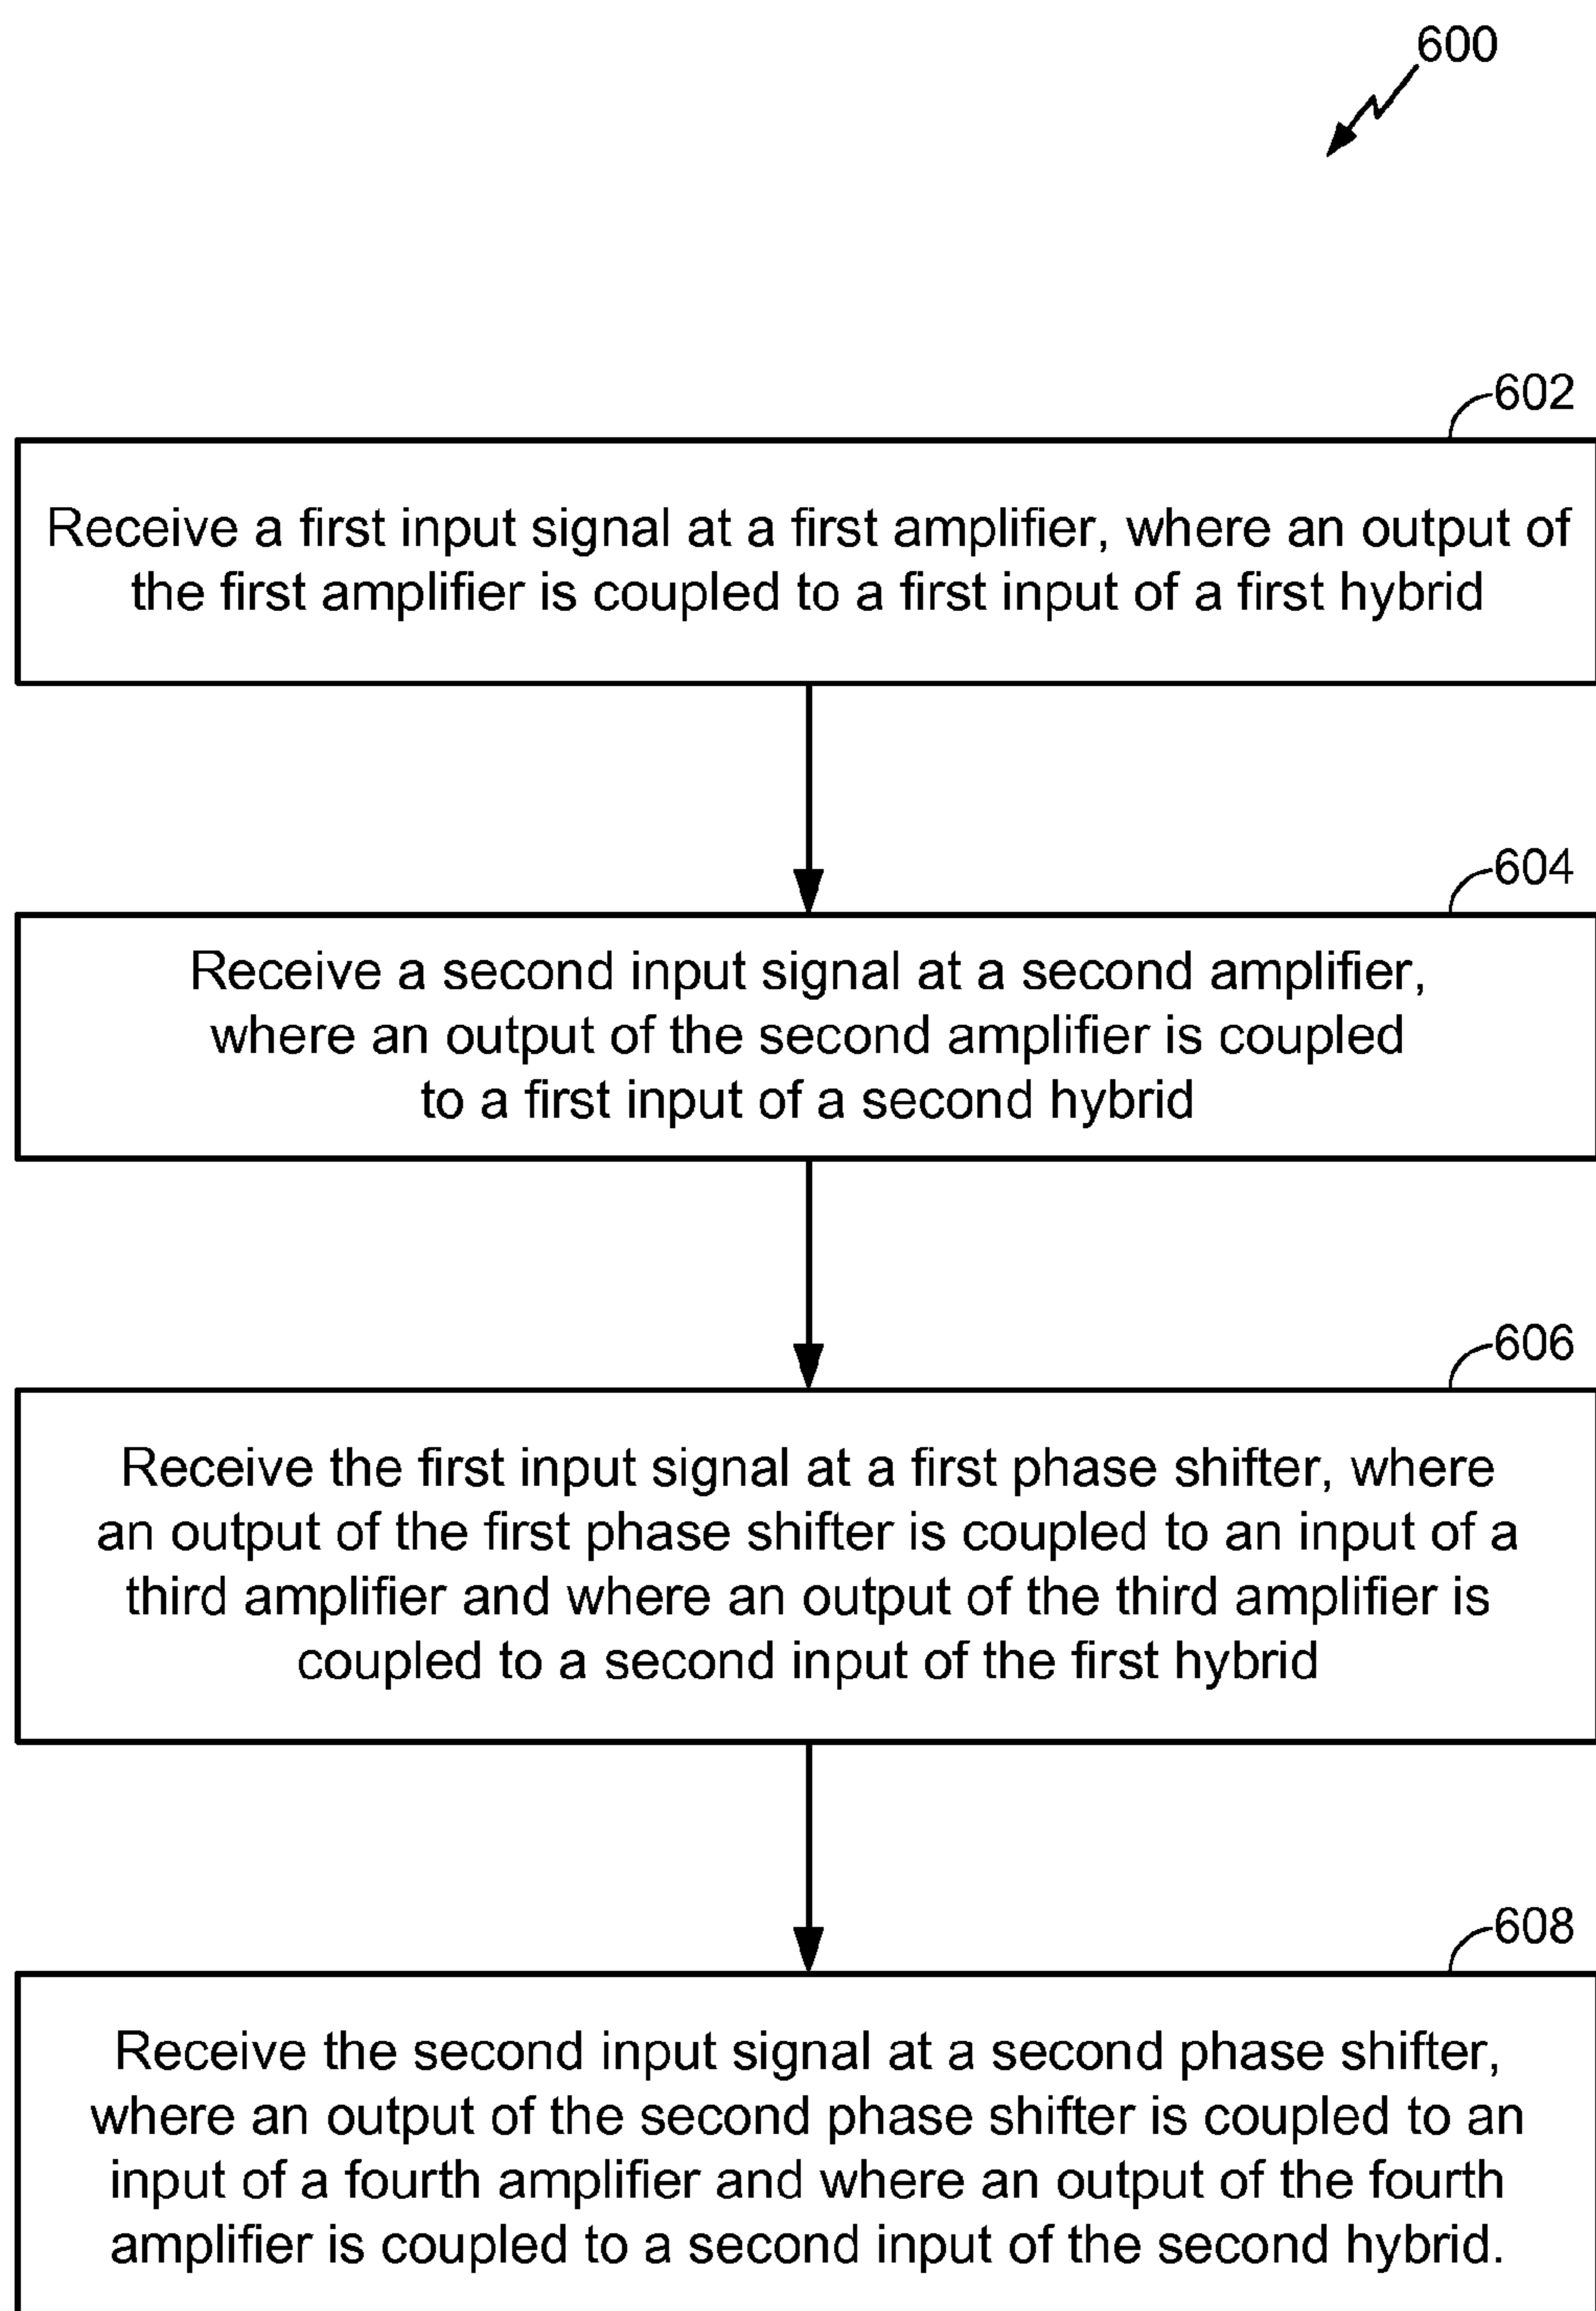 600
602
Receive a first input signal at a first amplifier, where an output of
the first amplifier is coupled to a first input of a first hybrid
604
Receive a second input signal at a second amplifier,
where an output of the second amplifier is coupled
to a first input of a second hybrid
606
Receive the first input signal at a first phase shifter, where
an output of the first phase shifter is coupled to an input of a
third amplifier and where an output of the third amplifier is
coupled to a second input of the first hybrid
608
Receive the second input signal at a second phase shifter,
where an output of the second phase shifter is coupled to an
input of a fourth amplifier and where an output of the fourth
amplifier is coupled to a second input of the second hybrid.